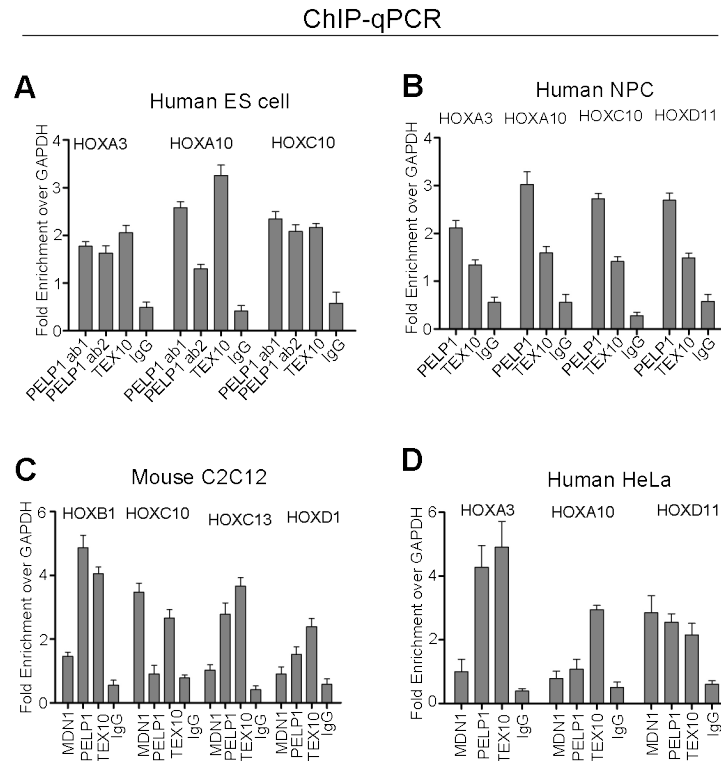 ChIP-qPCR
A
Human ES cell
HOXA3 HOXA10 HOXC10
Fold Enrichment over GAPDH
4
3
2
1
0
PELP1 ab1 PELP1 ab2 TEX10 IgG PELP1 ab1 PELP1 ab2 TEX10 IgG PELP1 ab1 PELP1 ab2 TEX10 IgG
B
Human NPC
HOXA3 HOXA10 HOXC10 HOXD11
Fold Enrichment over GAPDH
4
3
2
1
0
PELP1 TEX10 IgG PELP1 TEX10 IgG PELP1 TEX10 IgG PELP1 TEX10 IgG
C
Mouse C2C12
HOXB1 HOXC10 HOXC13 HOXD1
Fold Enrichment over GAPDH
6
4
2
0
MDN1 PELP1 TEX10 IgG MDN1 PELP1 TEX10 IgG MDN1 PELP1 TEX10 IgG MDN1 PELP1 TEX10 IgG
D
Human HeLa
HOXA3 HOXA10 HOXD11
Fold Enrichment over GAPDH
6
4
2
0
MDN1 PELP1 TEX10 IgG MDN1 PELP1 TEX10 IgG MDN1 PELP1 TEX10 IgG